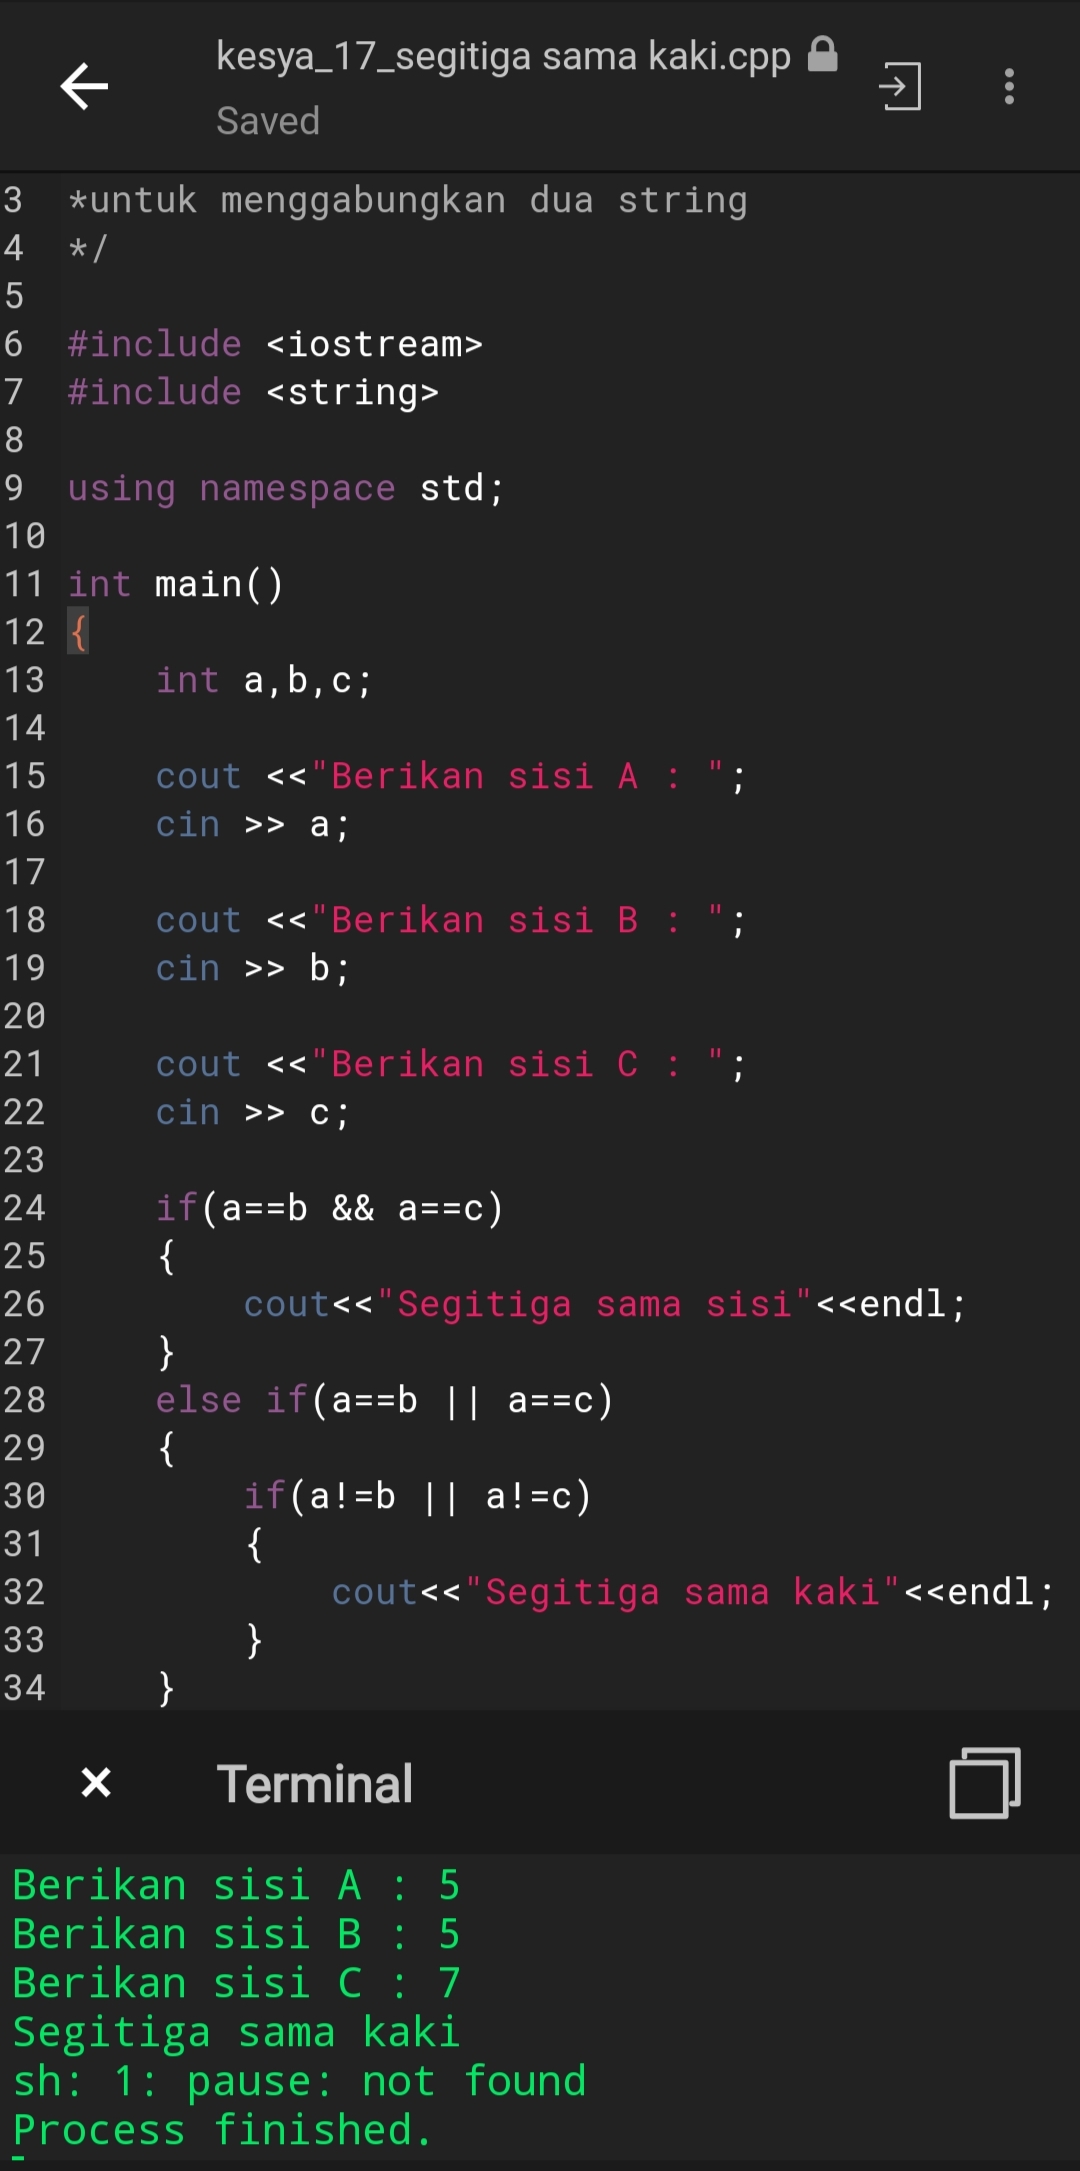 kesya_17_segitiga sama kaki.cpp
Saved
3 *untuk menggabungkan dua string
4 */
5
6 #include <iostream>
7 #include <string>
8
9 using namespace std;
10
11 int main()
12 {
13     int a,b,c;
14
15     cout <<"Berikan sisi A : ";
16     cin >> a;
17
18     cout <<"Berikan sisi B : ";
19     cin >> b;
20
21     cout <<"Berikan sisi C : ";
22     cin >> c;
23
24     if(a==b && a==c)
25     {
26         cout<<"Segitiga sama sisi"<<endl;
27     }
28     else if(a==b || a==c)
29     {
30         if(a!=b || a!=c)
31         {
32             cout<<"Segitiga sama kaki"<<endl;
33         }
34     }
Terminal
Berikan sisi A : 5
Berikan sisi B : 5
Berikan sisi C : 7
Segitiga sama kaki
sh: 1: pause: not found
Process finished.